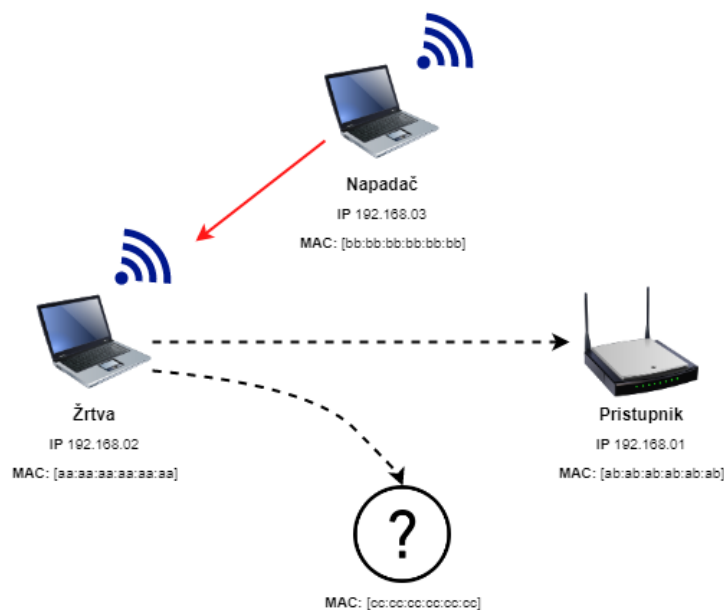 Napadač
IP 192.168.03
MAC: [bb:bb:bb:bb:bb:bb]
Žrtva
IP 192.168.02
MAC: [aa:aa:aa:aa:aa:aa]
Pristupnik
IP 192.168.01
MAC: [ab:ab:ab:ab:ab:ab]
?
MAC: [cc:cc:cc:cc:cc:cc]